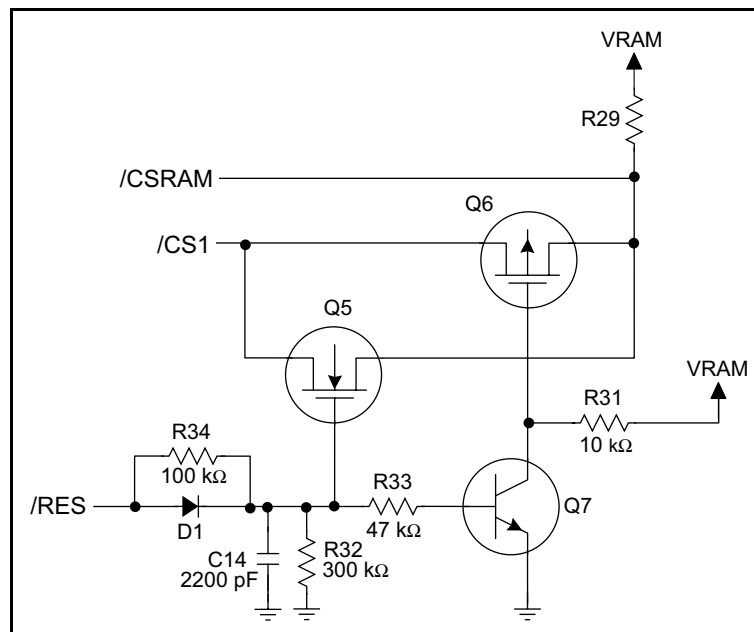 VRAM
R29
/CSRAM
Q6
/CS1
Q5
VRAM
R31
10 kΩ
R34
100 kΩ
R33
47 kΩ
Q7
/RES
D1
C14
2200 pF
R32
300 kΩ